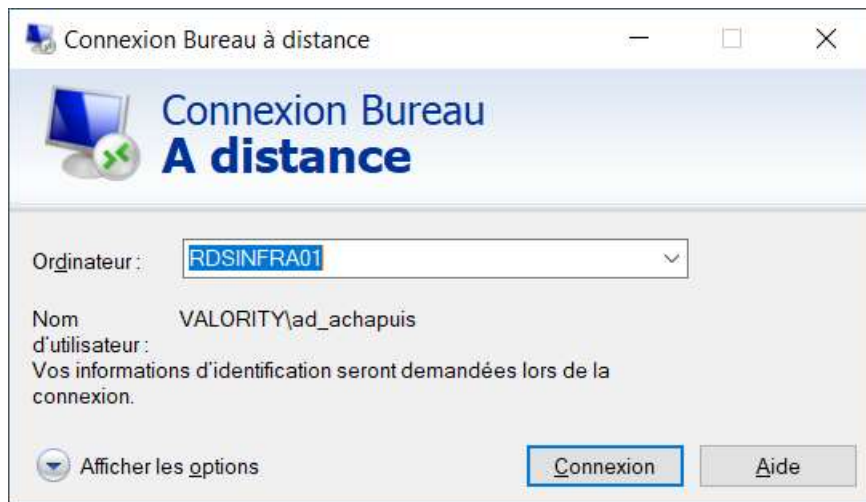 Connexion Bureau à distance
Connexion Bureau
A distance
Ordinateur :
RDSINFRA01
Nom
d'utilisateur :
VALORITY\ad_achapuis
Vos informations d'identification seront demandées lors de la
connexion.
Afficher les options
Connexion
Aide